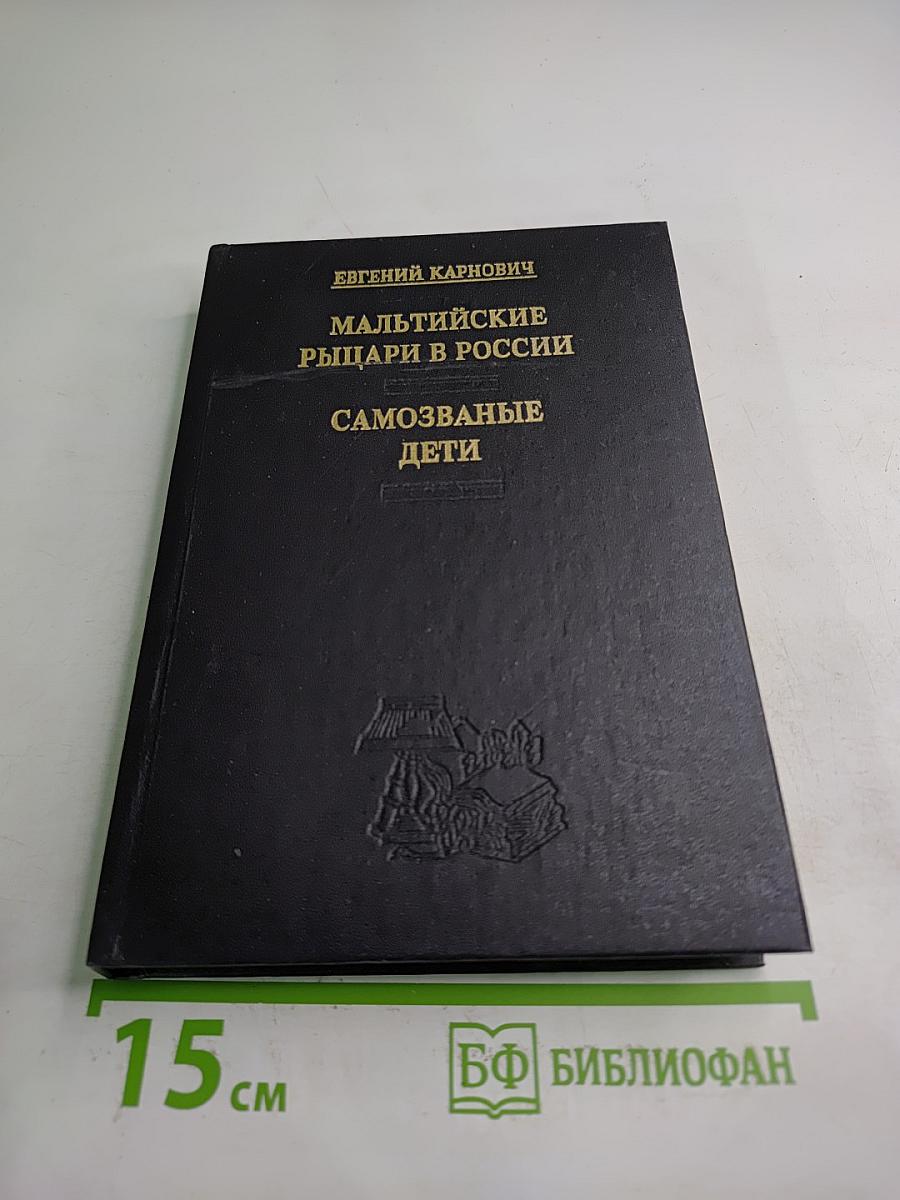 ЕВГЕНИЙ КАРНОВИЧ
МАЛЬТИЙСКИЕ
РЫЦАРИ В РОССИИ
САМОЗВАНЫЕ
ДЕТИ
15 см
БФ БИБЛИОФАН